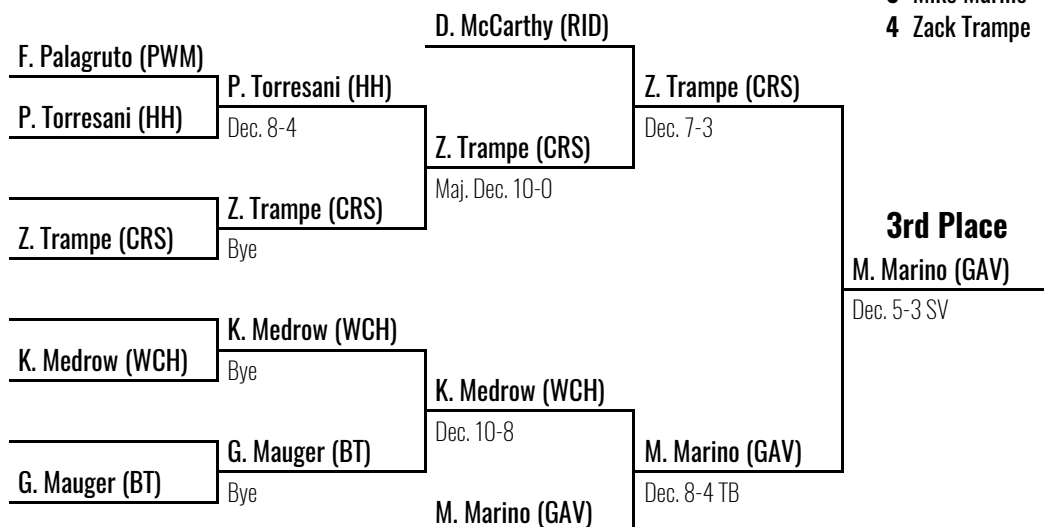 3 Mike Marino
4 Zack Trampe
D. McCarthy (RID)
F. Palagruto (PWM)
P. Torresani (HH)
P. Torresani (HH)
Dec. 8-4
Z. Trampe (CRS)
Dec. 7-3
Z. Trampe (CRS)
Maj. Dec. 10-0
Z. Trampe (CRS)
Z. Trampe (CRS)
Bye
3rd Place
M. Marino (GAV)
Dec. 5-3 SV
K. Medrow (WCH)
K. Medrow (WCH)
Bye
K. Medrow (WCH)
Dec. 10-8
G. Mauger (BT)
G. Mauger (BT)
Bye
M. Marino (GAV)
Dec. 8-4 TB
M. Marino (GAV)